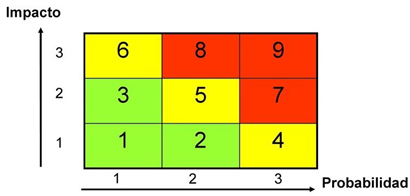 Impacto
3 6 8 9
2 3 5 7
1 1 2 4
1 2 3
Probabilidad